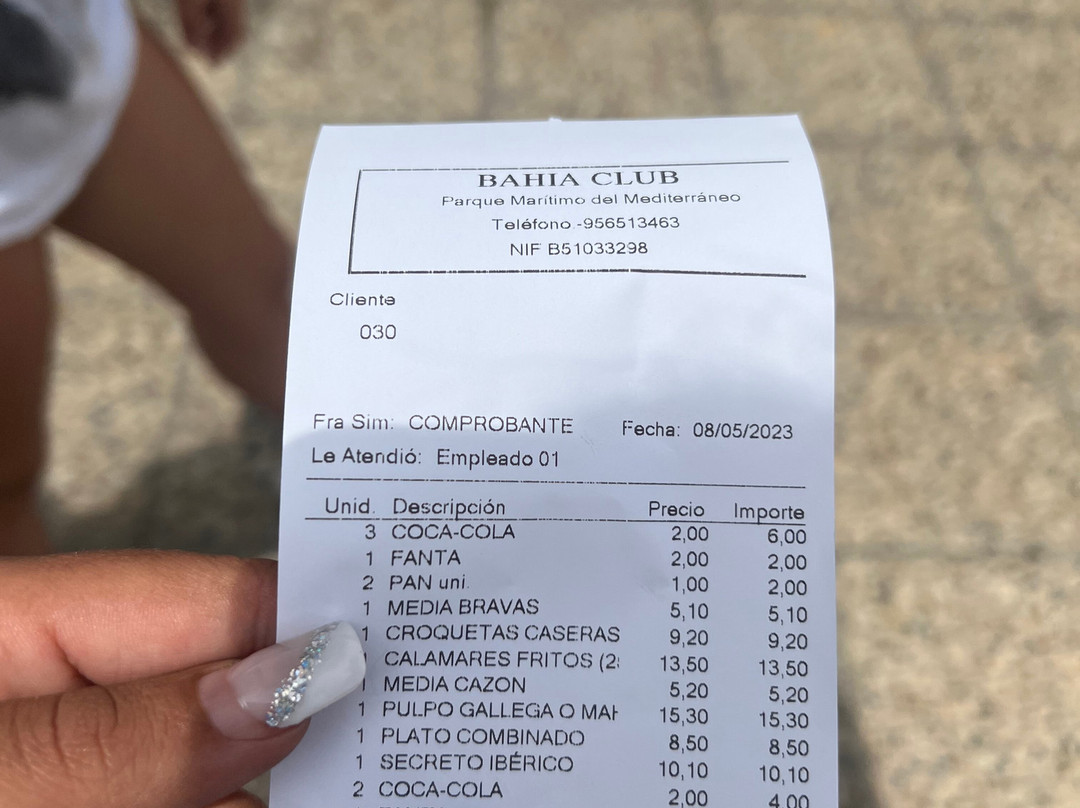 BAHIA CLUB
Parque Marítimo del Mediterráneo
Teléfono -956513463
NIF B51033298
Cliente
030
Fra Sim: COMPROBANTE Fecha: 08/05/2023
Le Atendió: Empleado 01
Unid. Descripción Precio Importe
3 COCA-COLA 2,00 6,00
1 FANTA 2,00 2,00
2 PAN uni. 1,00 2,00
1 MEDIA BRAVAS 5,10 5,10
1 CROQUETAS CASERAS 9,20 9,20
CALAMARES FRITOS (2 13,50 13,50
1 MEDIA CAZON 5,20 5,20
1 PULPO GALLEGA O 15,30 15,30
1 PLATO COMBINADO 8,50 8,50
1 SECRETO IBÉRICO 10,10 10,10
2 COCA-COLA 2,00 4,00